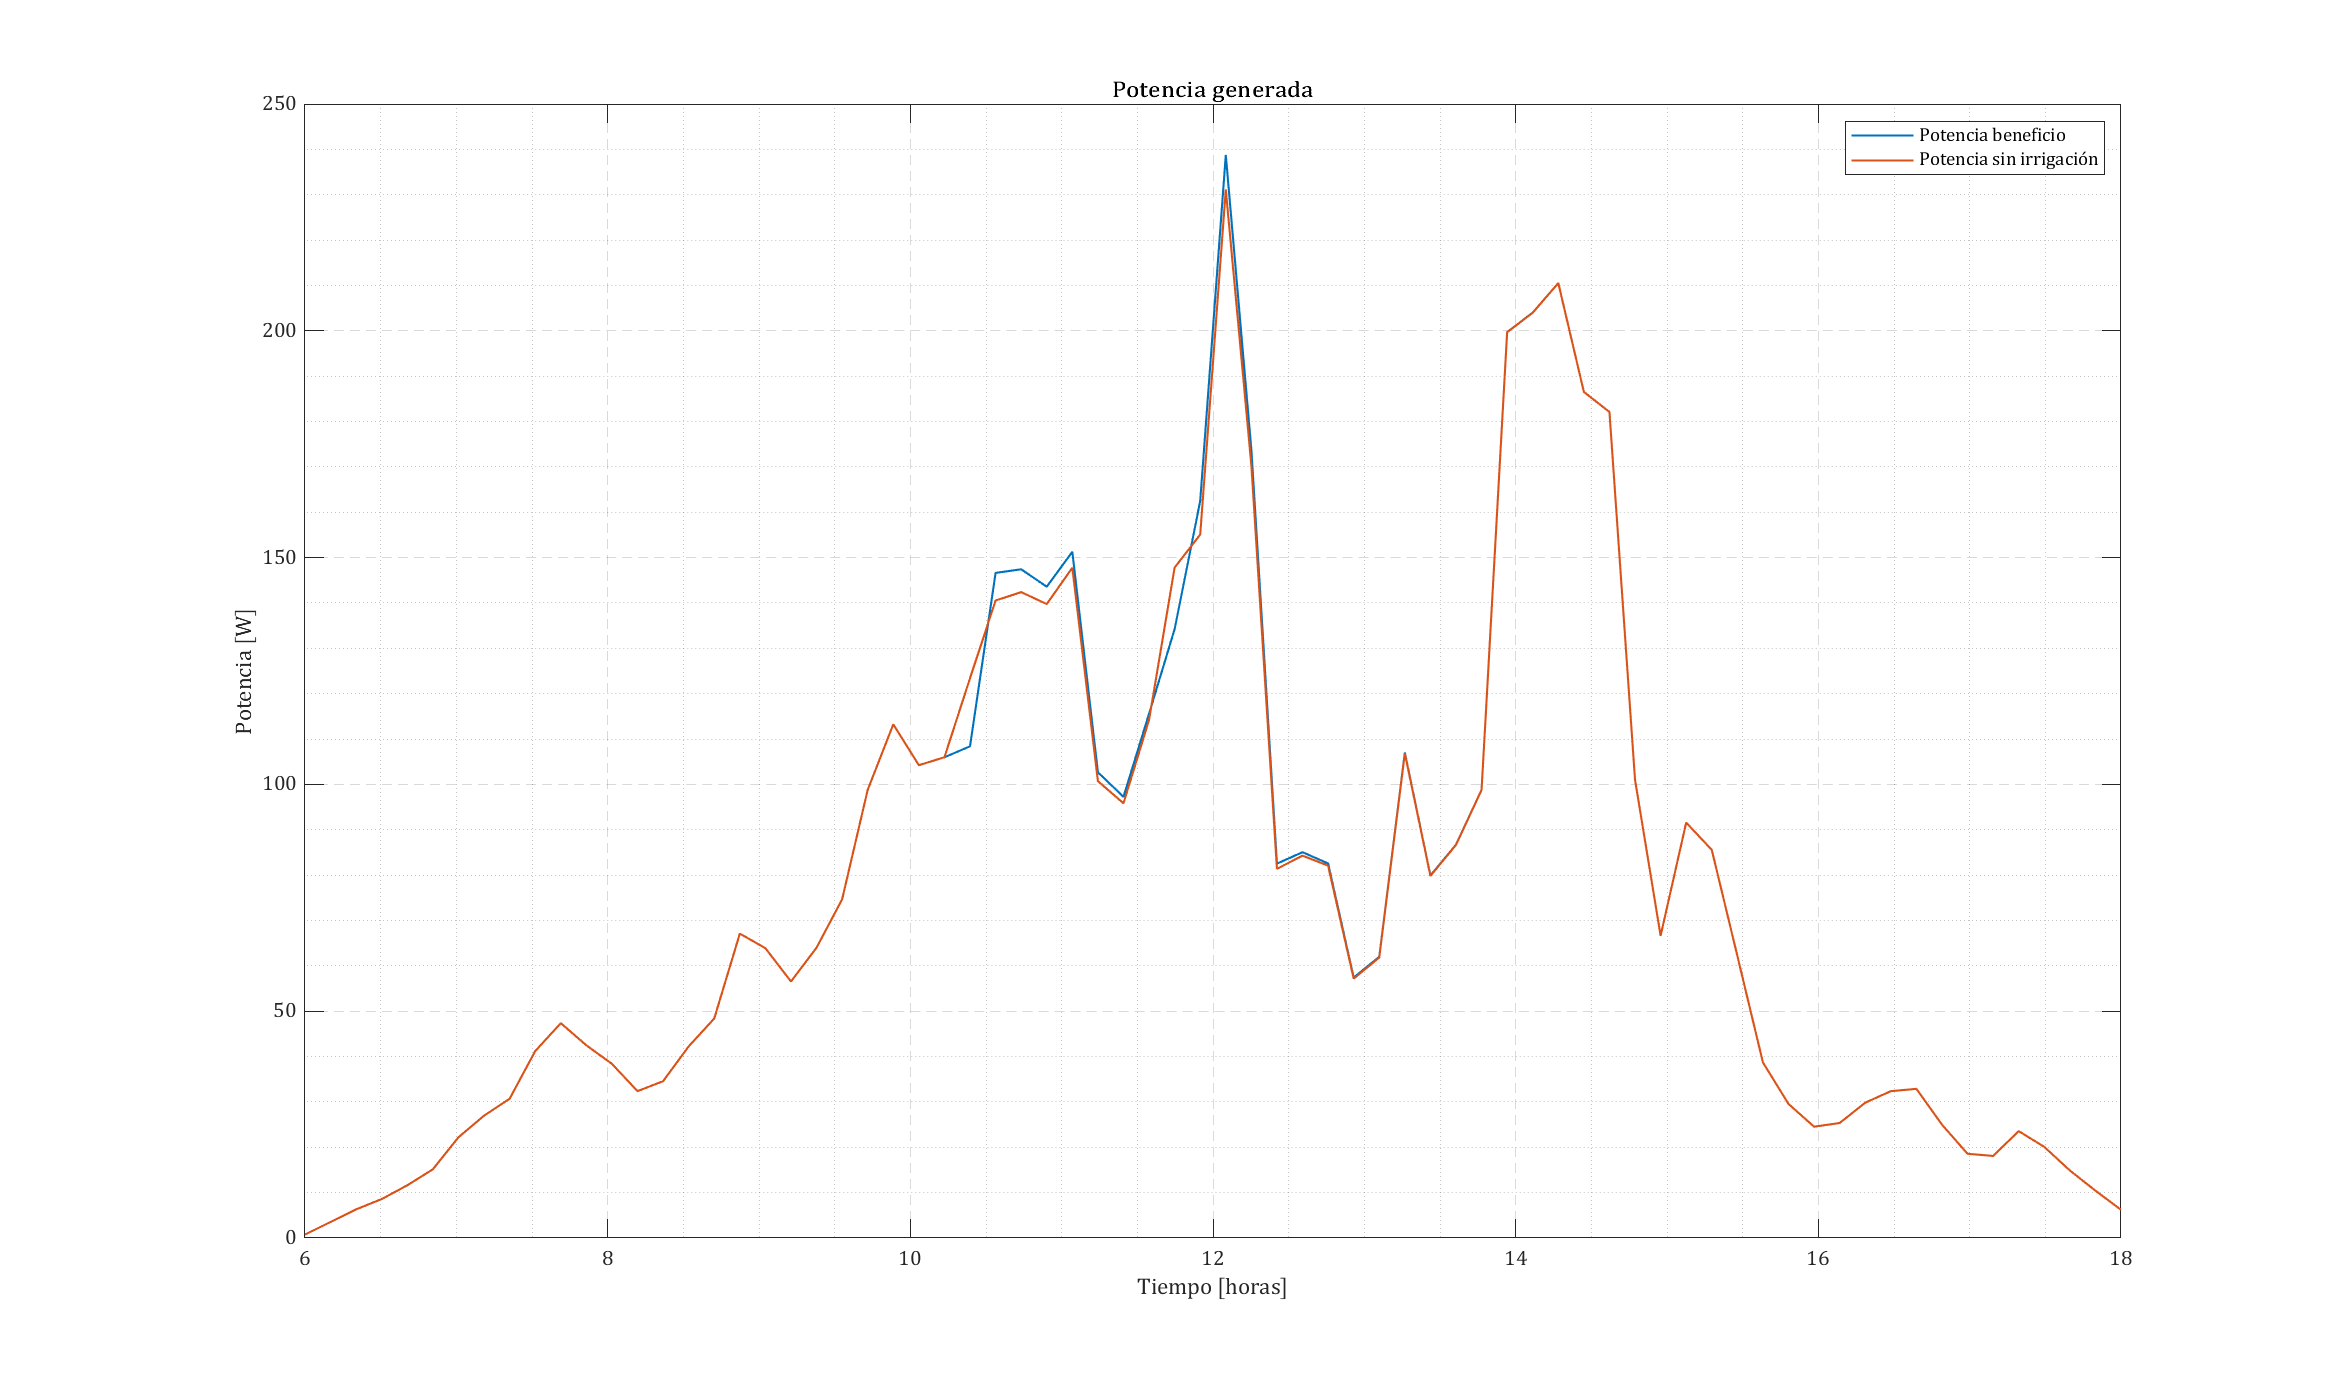 Potencia generada
250
200
150
100
50
0
Potencia [W]
Potencia beneficio
Potencia sin irrigación
6 8 10 12 14 16 18
Tiempo [horas]